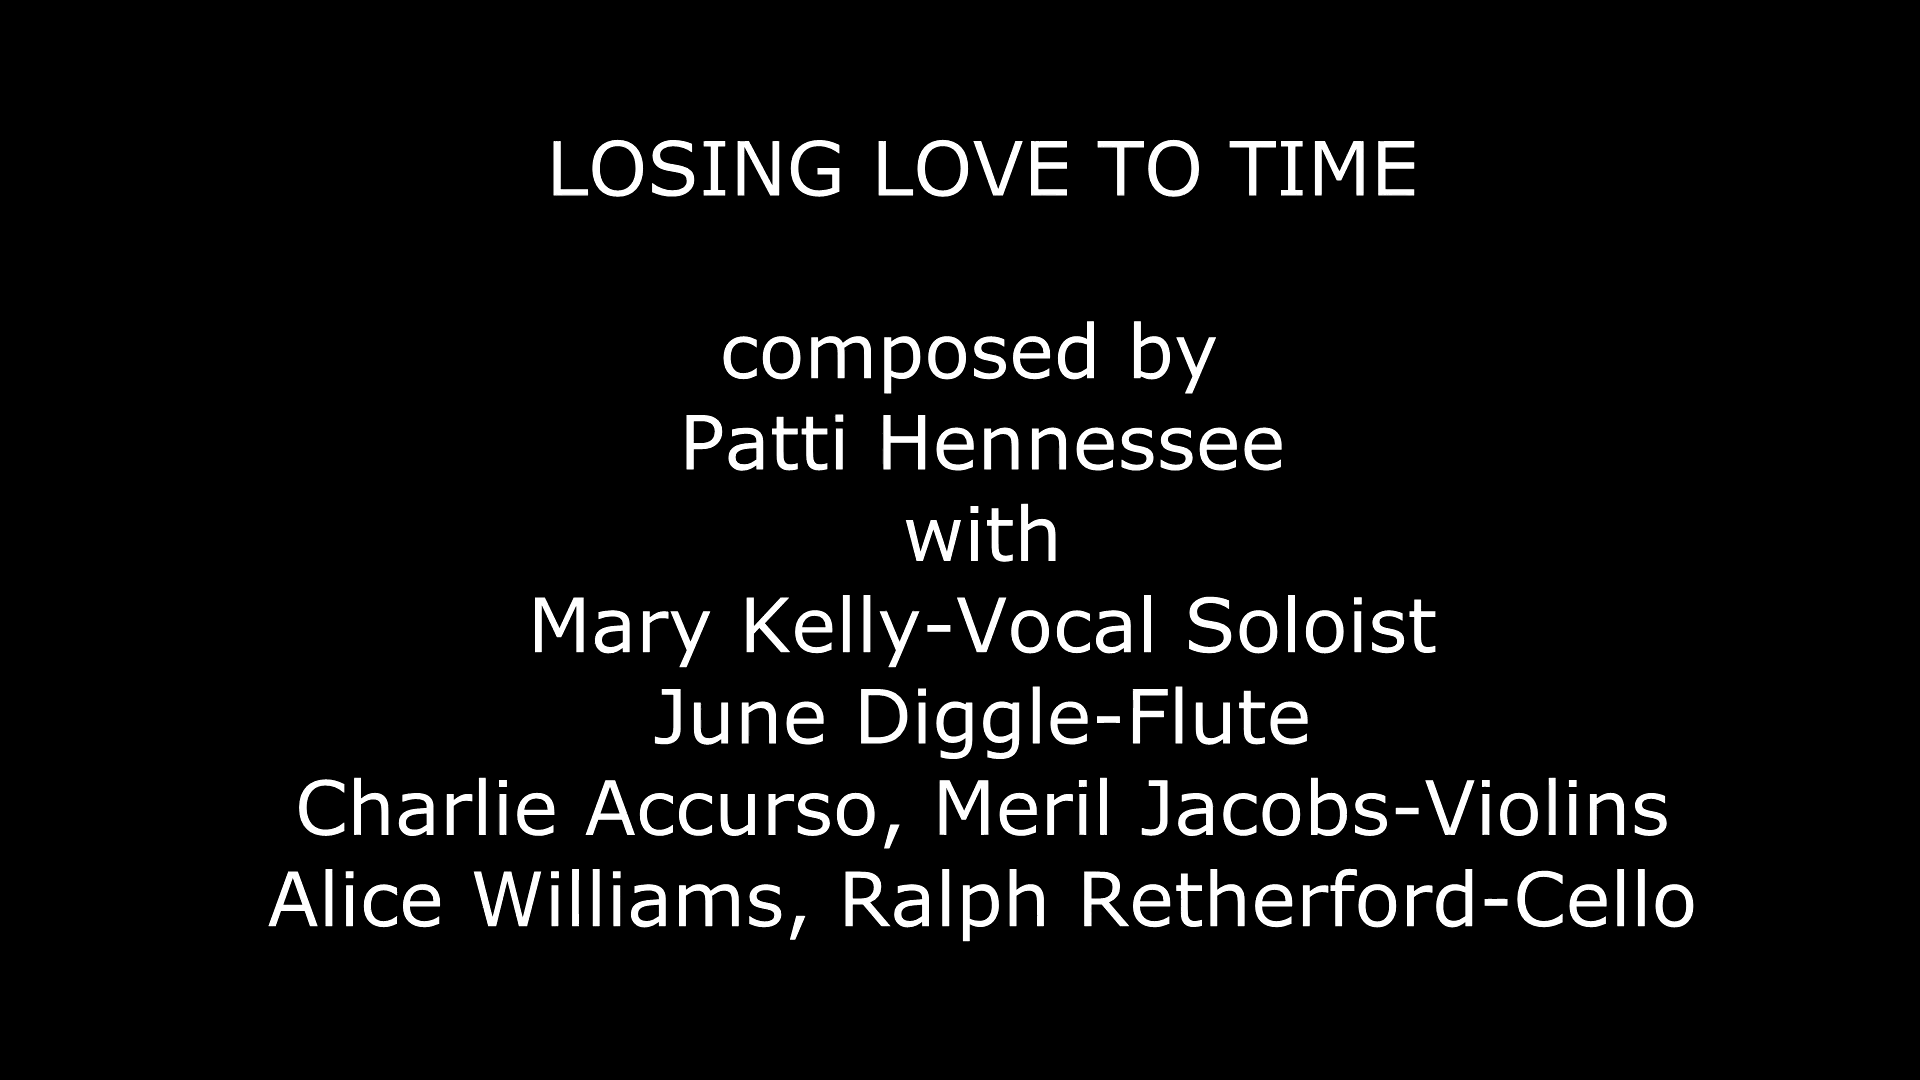 LOSING LOVE TO TIME
composed by
Patti Hennessee
with
Mary Kelly-Vocal Soloist
June Diggle-Flute
Charlie Accurso, Meril Jacobs-Violins
Alice Williams, Ralph Retherford-Cello